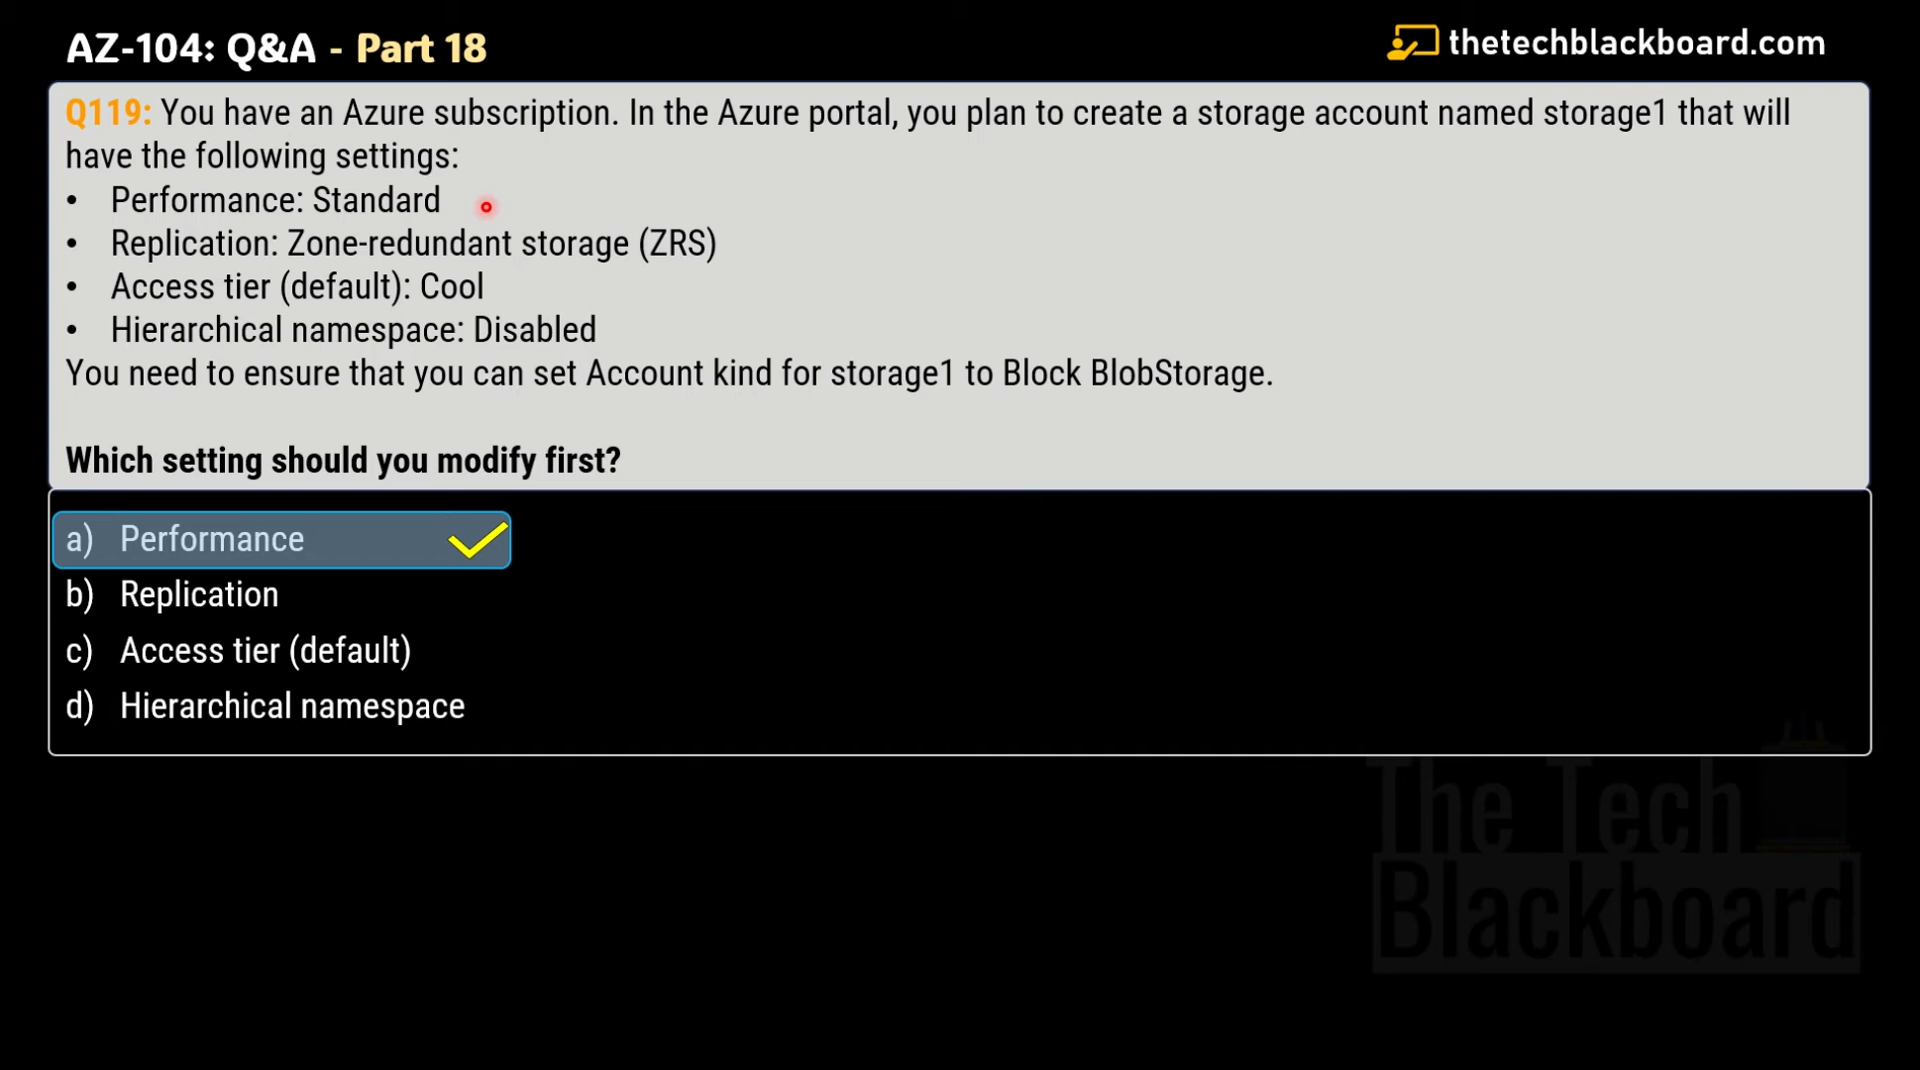 AZ-104: Q&A - Part 18
thetechblackboard.com
Q119: You have an Azure subscription. In the Azure portal, you plan to create a storage account named storage1 that will
have the following settings:
• Performance: Standard
• Replication: Zone-redundant storage (ZRS)
• Access tier (default): Cool
• Hierarchical namespace: Disabled
You need to ensure that you can set Account kind for storage1 to Block BlobStorage.
Which setting should you modify first?
a) Performance
b) Replication
c) Access tier (default)
d) Hierarchical namespace
The Tech
Blackboard